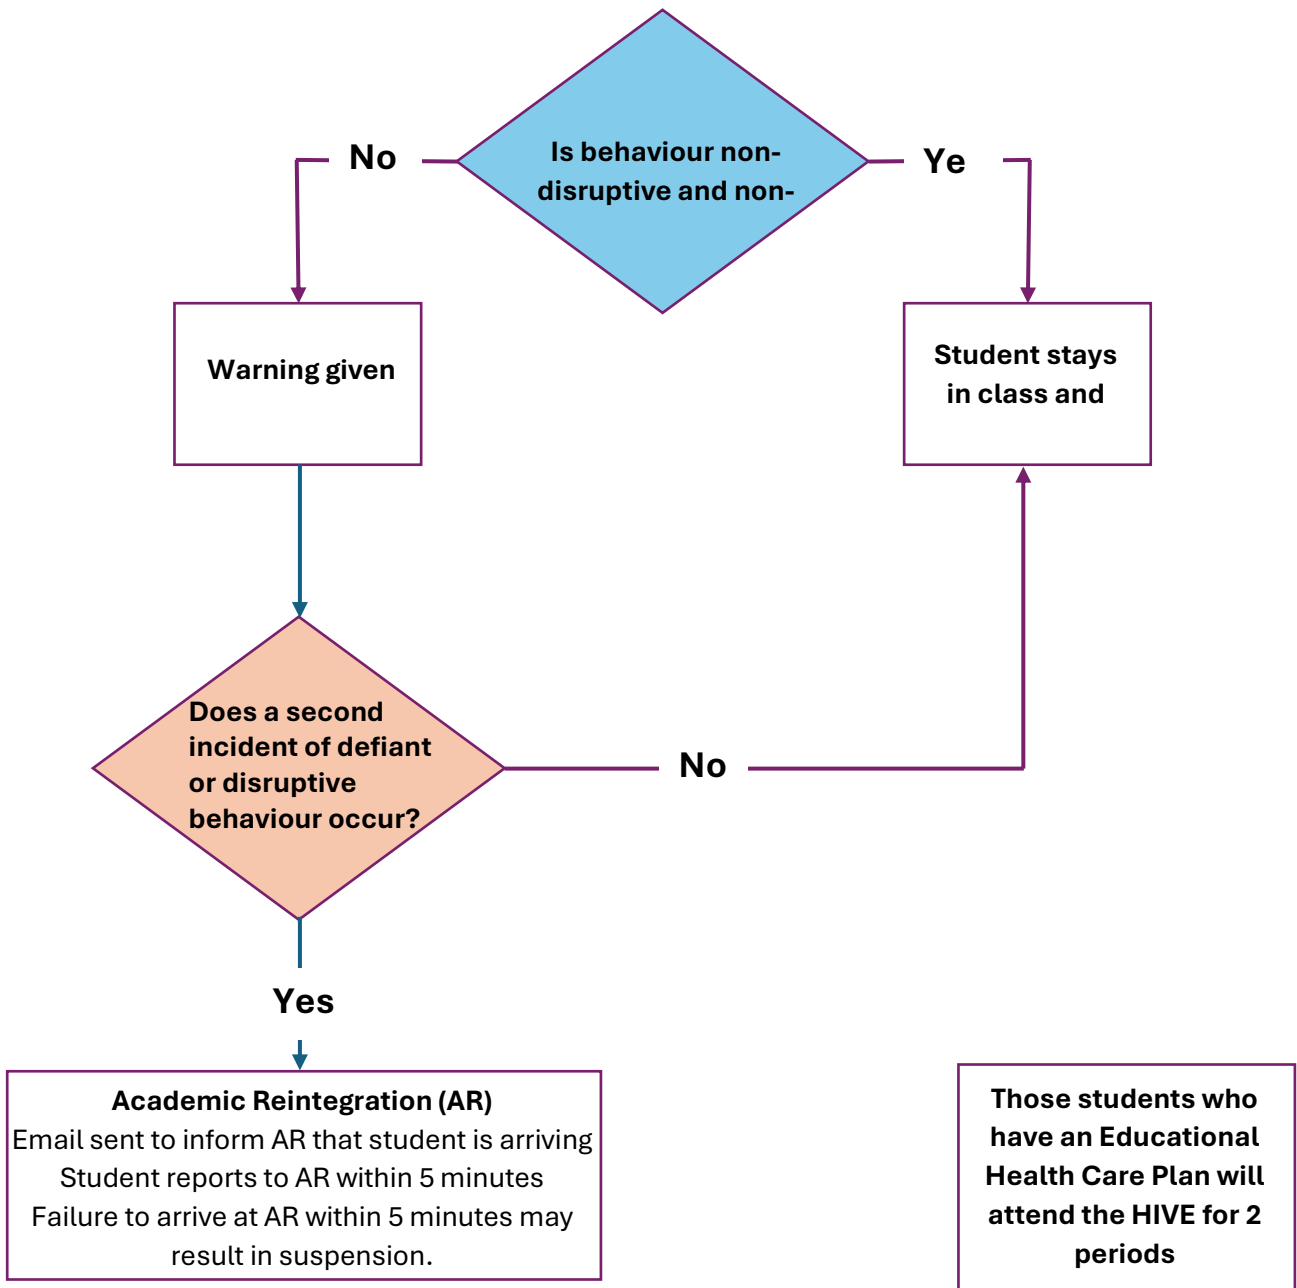 Is behaviour non-
disruptive and non-
No
Ye
Warning given
Student stays
in class and
Does a second
incident of defiant
or disruptive
behaviour occur?
No
Yes
Academic Reintegration (AR)
Email sent to inform AR that student is arriving
Student reports to AR within 5 minutes
Failure to arrive at AR within 5 minutes may
result in suspension.
Those students who
have an Educational
Health Care Plan will
attend the HIVE for 2
periods